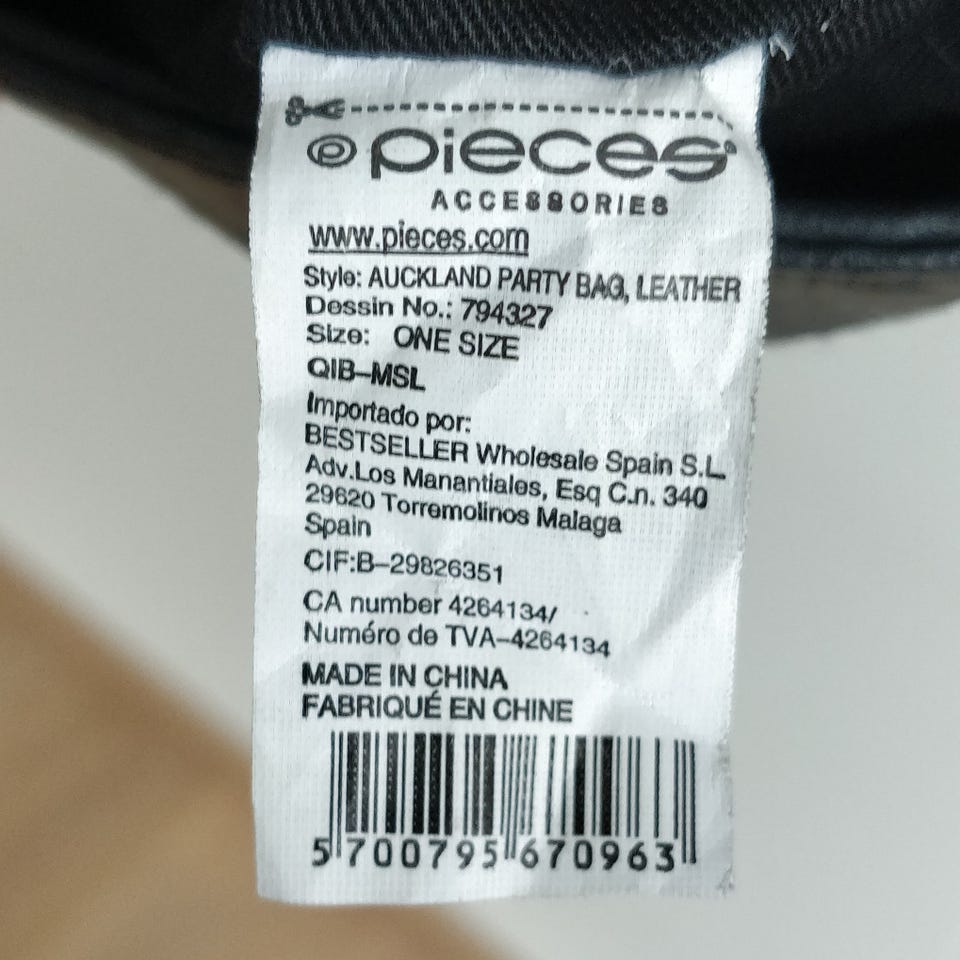 pieces
ACCESSORIES
www.pieces.com
Style: AUCKLAND PARTY BAG, LEATHER
Dessin No.: 794327
Size: ONE SIZE
QIB-MSL
Importado por:
BESTSELLER Wholesale Spain S.L
Adv.Los Manantiales, Esq C.n. 340
29620 Torremolinos Malaga
Spain
CIF:B-29826351
CA number 4264134/
Numéro de TVA-4264134
MADE IN CHINA
FABRIQUÉ EN CHINE
5 700795 670963